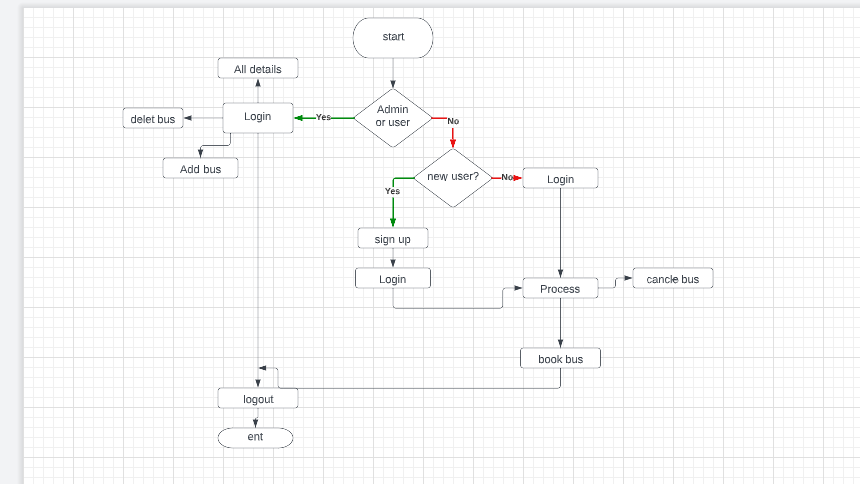 start
All details
Admin
or user
delet bus
Login
Yes
No
Add bus
new user?
No
Login
Yes
sign up
Login
Process
cancle bus
book bus
logout
ent